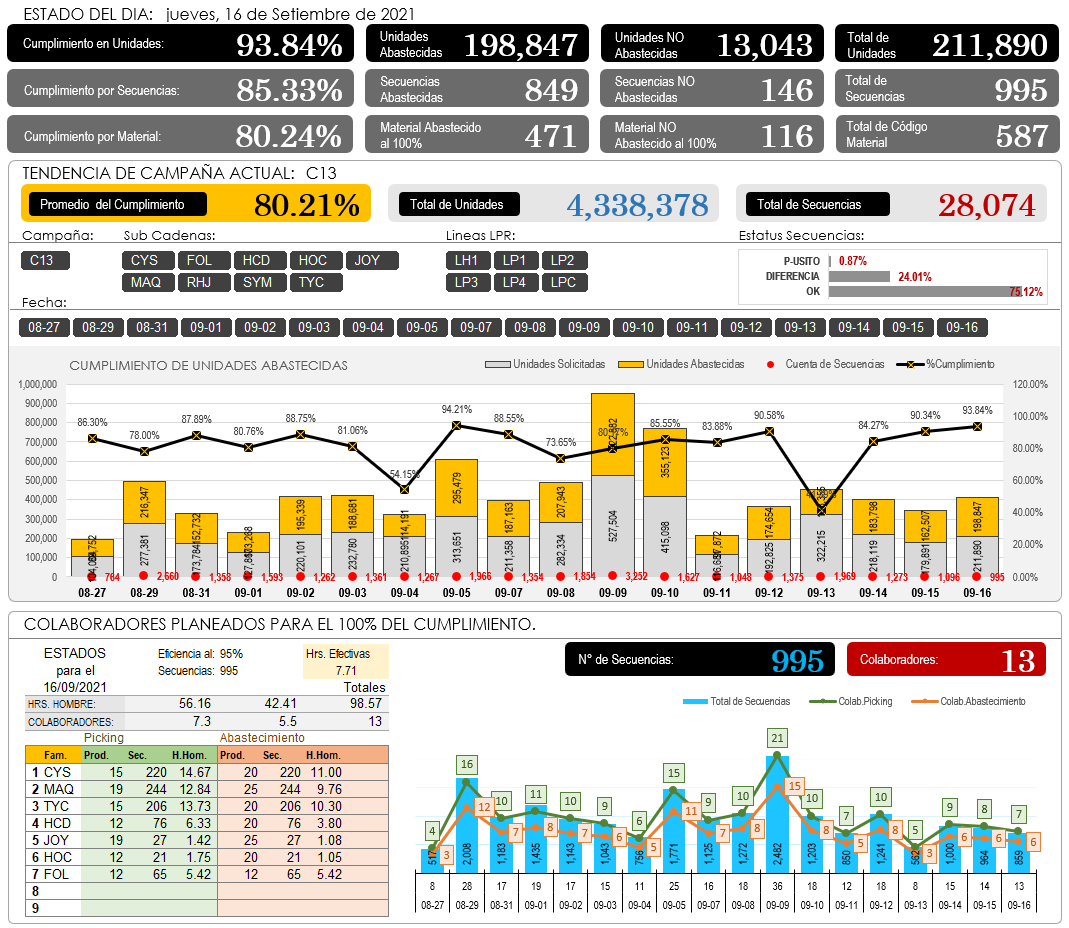 ESTADO DEL DIA: jueves, 16 de Setiembre de 2021
Cumplimiento en Unidades: 93.84% Unidades Abastecidas 198,847 Unidades NO Abastecidas 13,043 Total de Unidades 211,890
Cumplimiento por Secuencias: 85.33% Secuencias Abastecidas 849 Secuencias NO Abastecidas 146 Total de Secuencias 995
Cumplimiento por Material: 80.24% Material Abastecido al 100% 471 Material NO Abastecido al 100% 116 Total de Código Material 587
TENDENCIA DE CAMPAÑA ACTUAL: C13
Promedio del Cumplimiento 80.21% Total de Unidades 4,338,378 Total de Secuencias 28,074
Campaña: Sub Cadenas: Lineas LPR: Estatus Secuencias:
C13 CYS FOL HCD HOC JOY LH1 LP1 LP2
MAQ RHJ SYM TYC LP3 LP4 LPC
P-USITO 0.87%
DIFERENCIA 24.01%
OK 75.12%
Fecha:
08-27 08-29 08-31 09-01 09-02 09-03 09-04 09-05 09-07 09-08 09-09 09-10 09-11 09-12 09-13 09-14 09-15 09-16
CUMPLIMIENTO DE UNIDADES ABASTECIDAS
Unidades Solicitadas Unidades Abastecidas Cuenta de Secuencias %Cumplimiento
1,000,000
900,000
800,000
700,000
600,000
500,000
400,000
300,000
200,000
100,000
0
120.00%
100.00%
80.00%
60.00%
40.00%
20.00%
0.00%
86.30% 78.00% 87.89% 80.76% 88.75% 81.06% 54.15% 94.21% 88.55% 73.65% 85.55% 83.88% 90.58% 84.27% 90.34% 93.84%
216,347 152,732 195,339 188,681 114,191 295,479 187,163 207,943 355,123 174,654 183,798 162,507 198,847
277,381 220,101 232,780 210,895 313,651 211,358 282,334 527,504 415,098 192,825 322,215 218,119 179,891 211,890
764 2,660 1,358 1,593 1,262 1,361 1,267 1,966 1,354 1,854 3,252 1,627 1,048 1,375 1,969 1,273 1,096 995
08-27 08-29 08-31 09-01 09-02 09-03 09-04 09-05 09-07 09-08 09-09 09-10 09-11 09-12 09-13 09-14 09-15 09-16
COLABORADORES PLANEADOS PARA EL 100% DEL CUMPLIMIENTO.
ESTADOS para el 16/09/2021
Eficiencia al: 95% Hrs. Efectivas
Secuencias: 995 7.71
Totales
HRS. HOMBRE: 56.16 42.41 98.57
COLABORADORES: 7.3 5.5 13
Picking Abastecimiento
Fam. Prod. Sec. H.Hom. Prod. Sec. H.Hom.
1 CYS 15 220 14.67 20 220 11.00
2 MAQ 19 244 12.84 25 244 9.76
3 TYC 15 206 13.73 20 206 10.30
4 HCD 12 76 6.33 20 76 3.80
5 JOY 19 27 1.42 25 27 1.08
6 HOC 12 21 1.75 20 21 1.05
7 FOL 12 65 5.42 12 65 5.42
8
9
N° de Secuencias: 995 Colaboradores: 13
Total de Secuencias Colab.Picking Colab.Abastecimiento
4 16 10 11 10 9 6 15 9 10 21 10 7 10 5 9 8 7
3 12 7 8 7 6 5 11 7 8 15 8 5 8 3 6 6 6
517 2,008 1,183 1,435 1,143 1,043 756 1,771 1,125 1,272 2,482 1,203 850 1,241 562 1,000 964 859
8 28 17 19 17 15 11 25 16 18 36 18 12 18 8 15 14 13
08-27 08-29 08-31 09-01 09-02 09-03 09-04 09-05 09-07 09-08 09-09 09-10 09-11 09-12 09-13 09-14 09-15 09-16